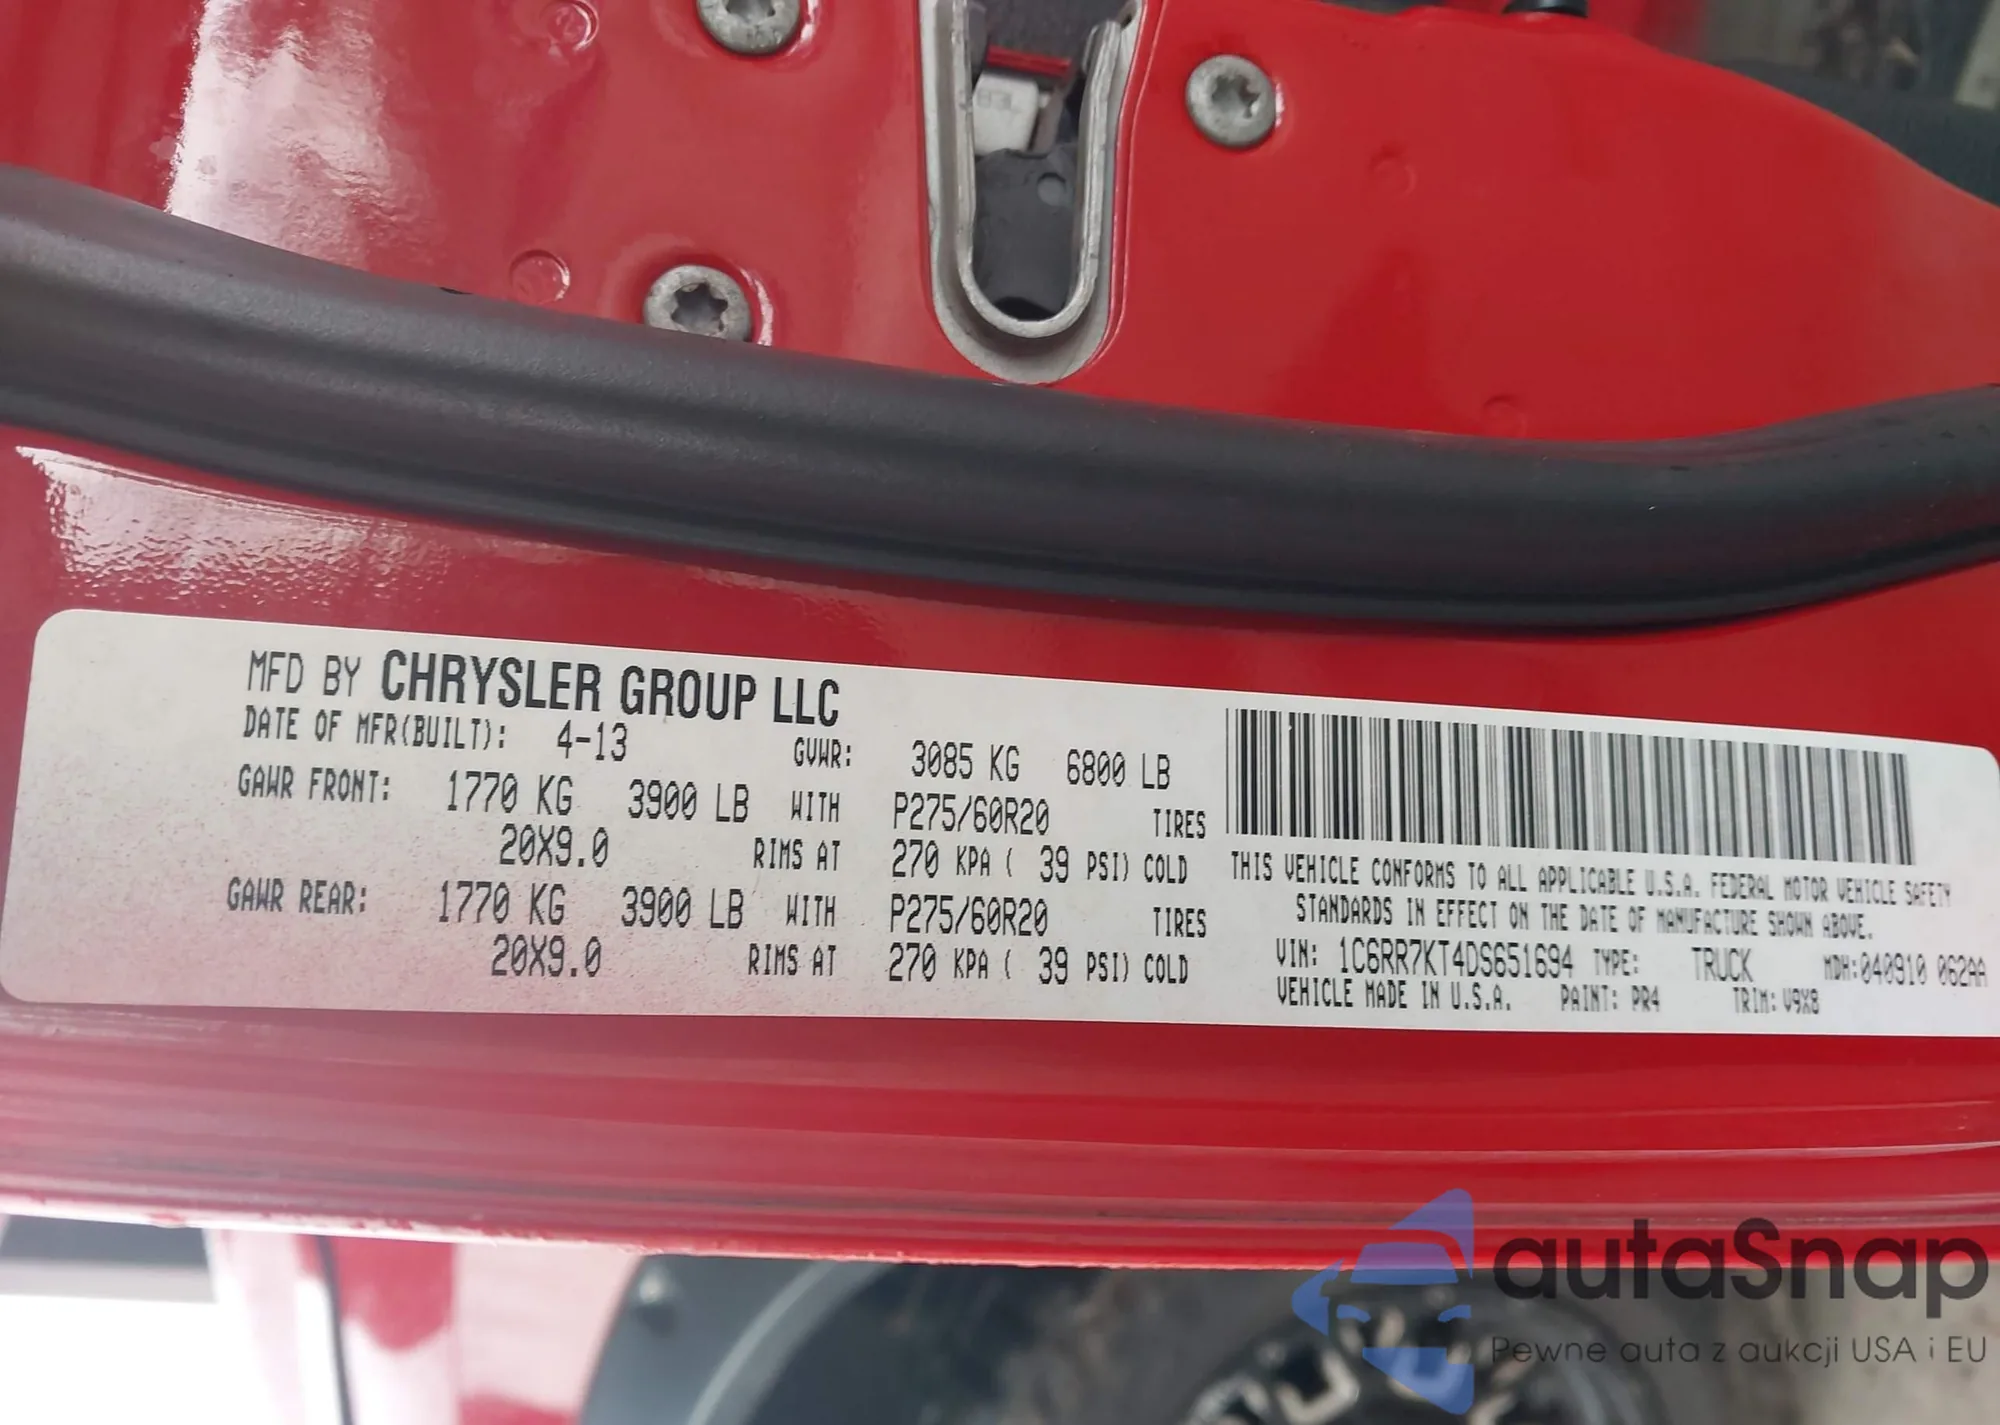 MFD BY CHRYSLER GROUP LLC
DATE OF MFR(BUILT): 4-13 GVWR: 3085 KG 6800 LB
GAWR FRONT: 1770 KG 3900 LB WITH P275/60R20 TIRES
20X9.0 RIMS AT 270 KPA ( 39 PSI) COLD
GAWR REAR: 1770 KG 3900 LB WITH P275/60R20 TIRES
20X9.0 RIMS AT 270 KPA ( 39 PSI) COLD
THIS VEHICLE CONFORMS TO ALL APPLICABLE U.S.A. FEDERAL MOTOR VEHICLE SAFETY
STANDARDS IN EFFECT ON THE DATE OF MANUFACTURE SHOWN ABOVE.
VIN: 1C6RR7KT4DS651694 TYPE: TRUCK MDH:040910 062AA
VEHICLE MADE IN U.S.A. PAINT: PR4 TRIM: V9X8
autaSnap
Pewne auta z aukcji USA i EU